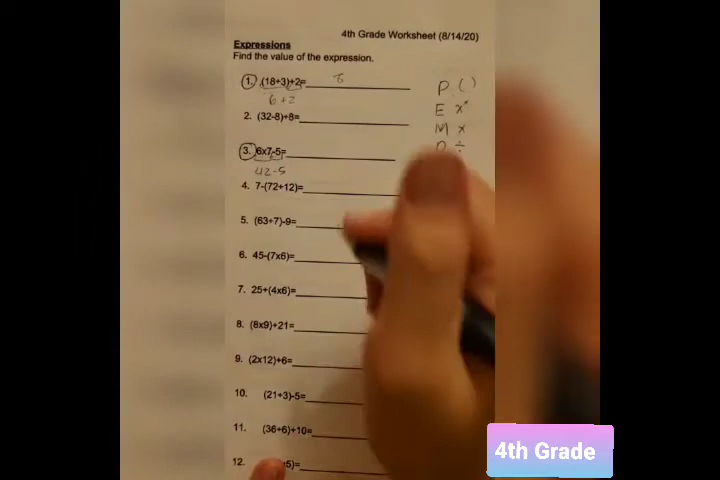 4th Grade Worksheet (8/14/20)
Expressions
Find the value of the expression.
1. (18÷3)+2= 8
6+2
P ()
E xˣ
2. (32-8)÷8=
M x
3. 6x7-5=
D ÷
42-5
4. 7-(72÷12)=
5. (63÷7)-9=
6. 45-(7x6)=
7. 25+(4x6)=
8. (8x9)+21=
9. (2x12)÷6=
10. (21÷3)-5=
11. (36÷6)+10=
12. 5)=
4th Grade